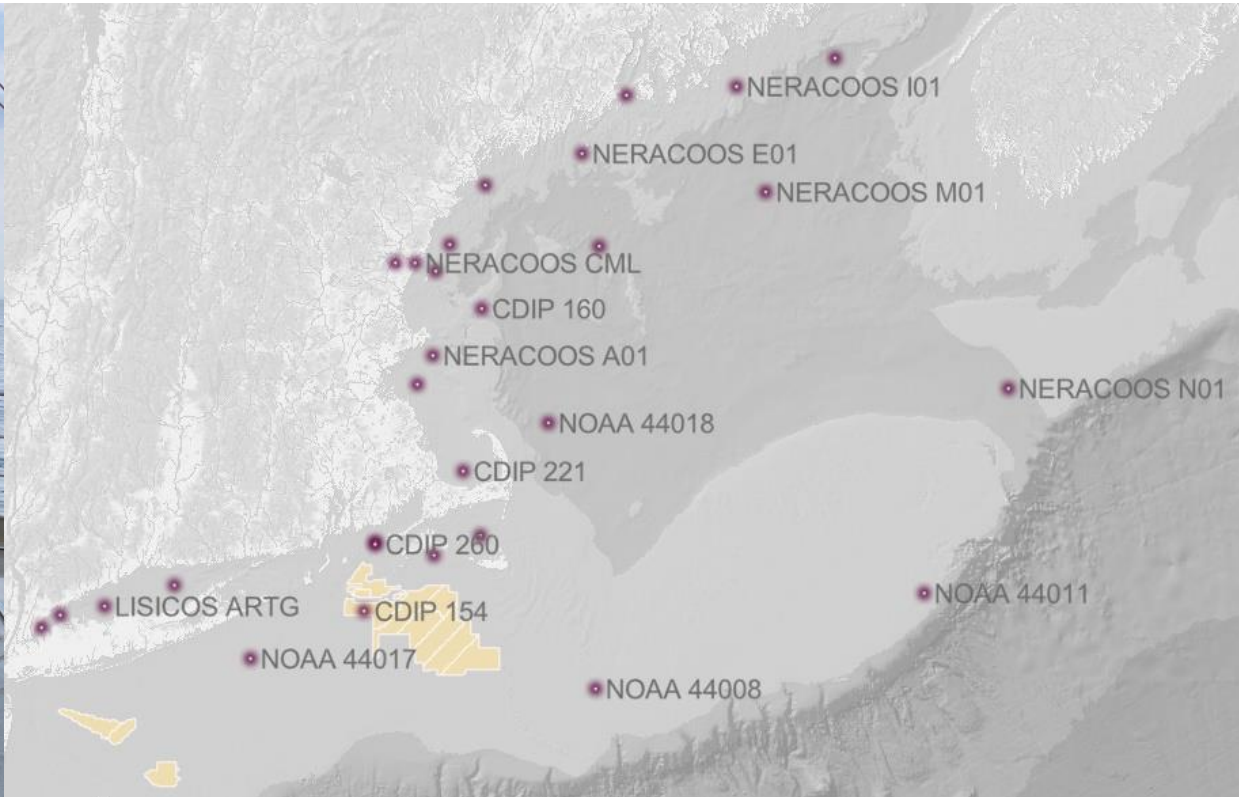 NERACOOS I01
NERACOOS E01
NERACOOS M01
NERACOOS CML
CDIP 160
NERACOOS A01
NERACOOS N01
NOAA 44018
CDIP 221
CDIP 260
NOAA 44011
LISICOS ARTG
CDIP 154
NOAA 44017
NOAA 44008